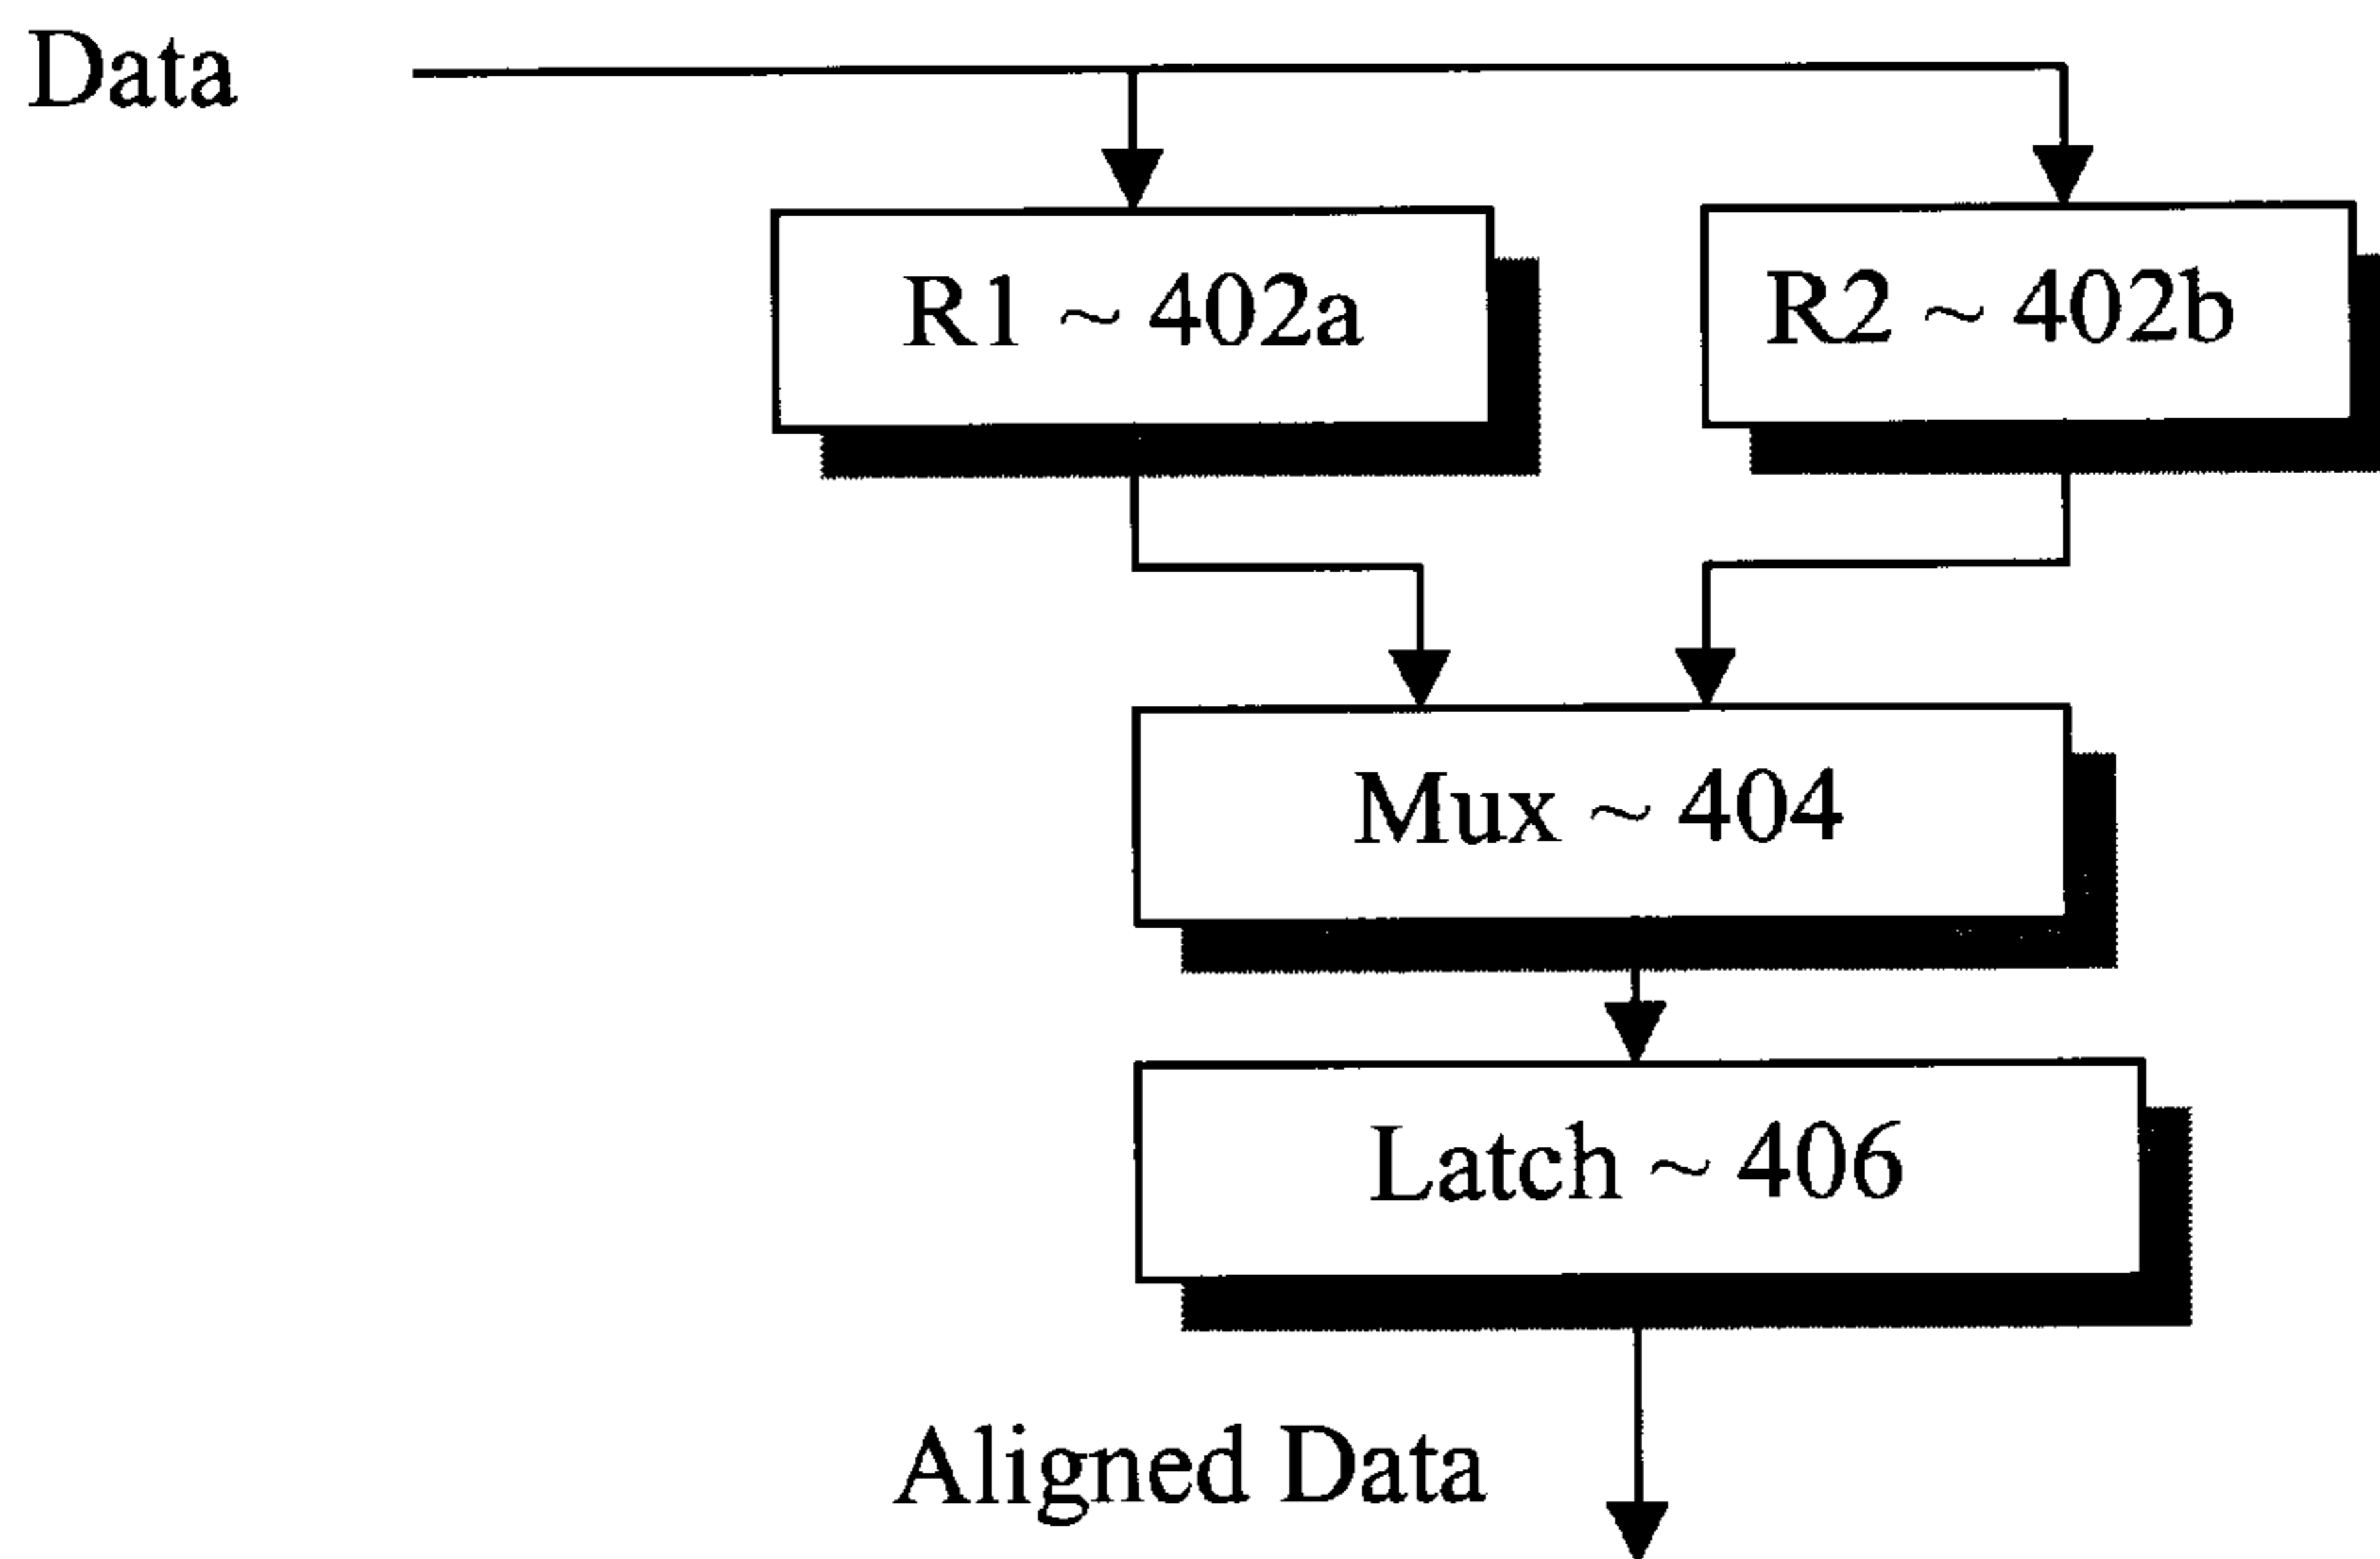 Data
R1 ~ 402a
R2 ~ 402b
Mux ~ 404
Latch ~ 406
Aligned Data